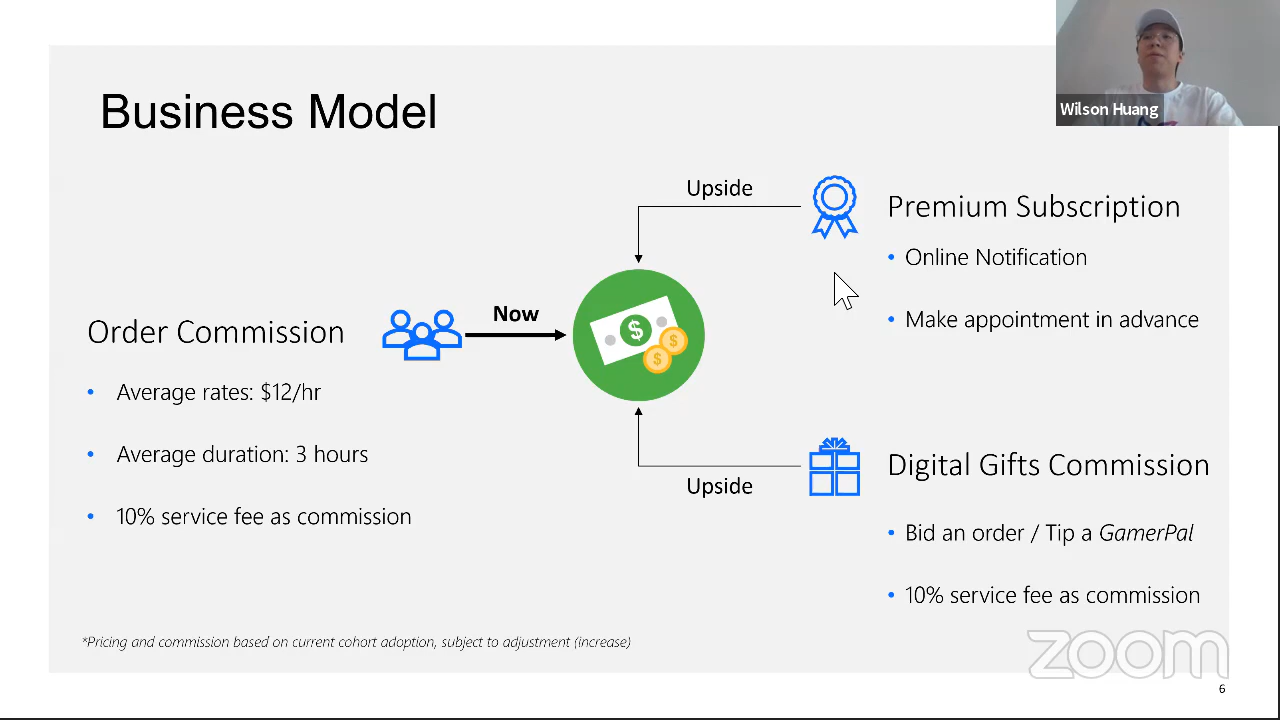 Business Model
Wilson Huang
Upside
Premium Subscription
• Online Notification
• Make appointment in advance
Now
Order Commission
• Average rates: $12/hr
• Average duration: 3 hours
• 10% service fee as commission
$
$
$
Upside
Digital Gifts Commission
• Bid an order / Tip a GamerPal
• 10% service fee as commission
*Pricing and commission based on current cohort adoption, subject to adjustment (increase)
zoom
6